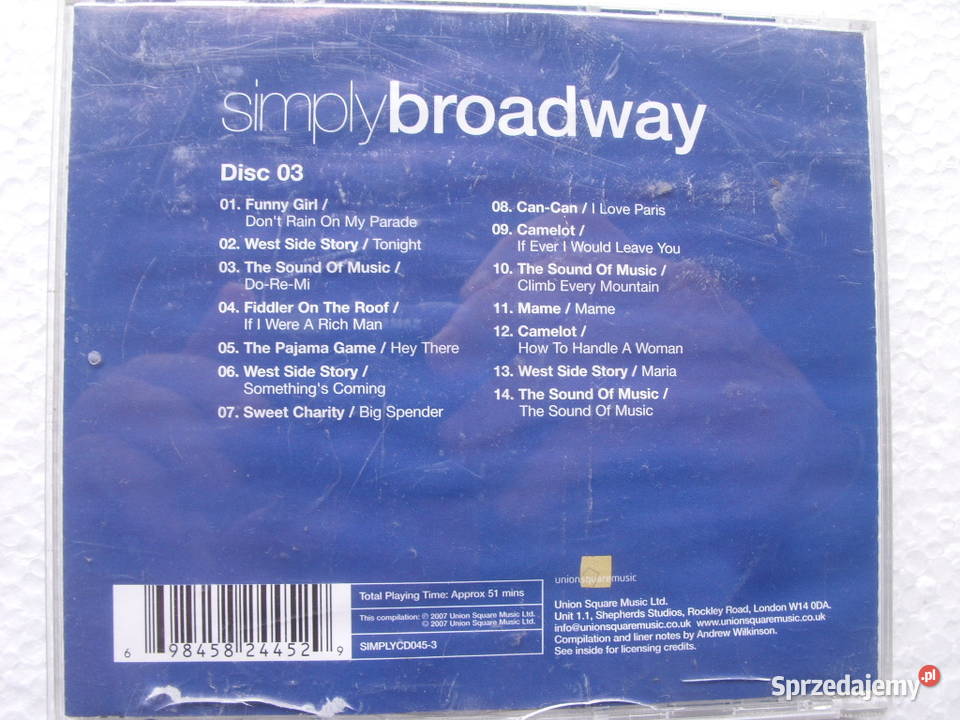 simplybroadway
Disc 03
01. Funny Girl /
Don't Rain On My Parade
02. West Side Story / Tonight
03. The Sound Of Music /
Do-Re-Mi
04. Fiddler On The Roof /
If I Were A Rich Man
05. The Pajama Game / Hey There
06. West Side Story /
Something's Coming
07. Sweet Charity / Big Spender
08. Can-Can / I Love Paris
09. Camelot /
If Ever I Would Leave You
10. The Sound Of Music /
Climb Every Mountain
11. Mame / Mame
12. Camelot /
How To Handle A Woman
13. West Side Story / Maria
14. The Sound Of Music /
The Sound Of Music
6 98458 24452 9
Total Playing Time: Approx 51 mins
This compilation: ℗ 2007 Union Square Music Ltd.
© 2007 Union Square Music Ltd.
SIMPLYCD045-3
unionsquaremusic
Union Square Music Ltd.
Unit 1.1, Shepherds Studios, Rockley Road, London W14 0DA.
info@unionsquaremusic.co.uk www.unionsquaremusic.co.uk
Compilation and liner notes by Andrew Wilkinson.
See inside for licensing credits.
Sprzedajemy.pl